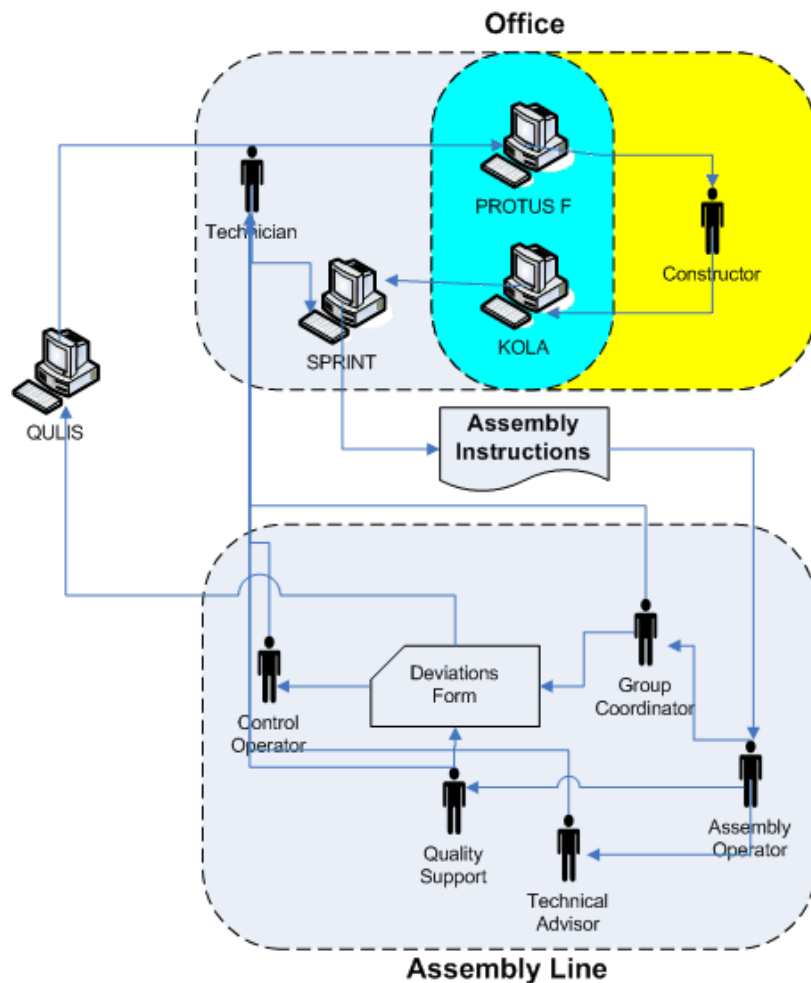 Office
PROTUS F
Technician
Constructor
SPRINT
KOLA
QULIS
Assembly
Instructions
Deviations
Form
Group
Coordinator
Control
Operator
Assembly
Operator
Quality
Support
Technical
Advisor
Assembly Line